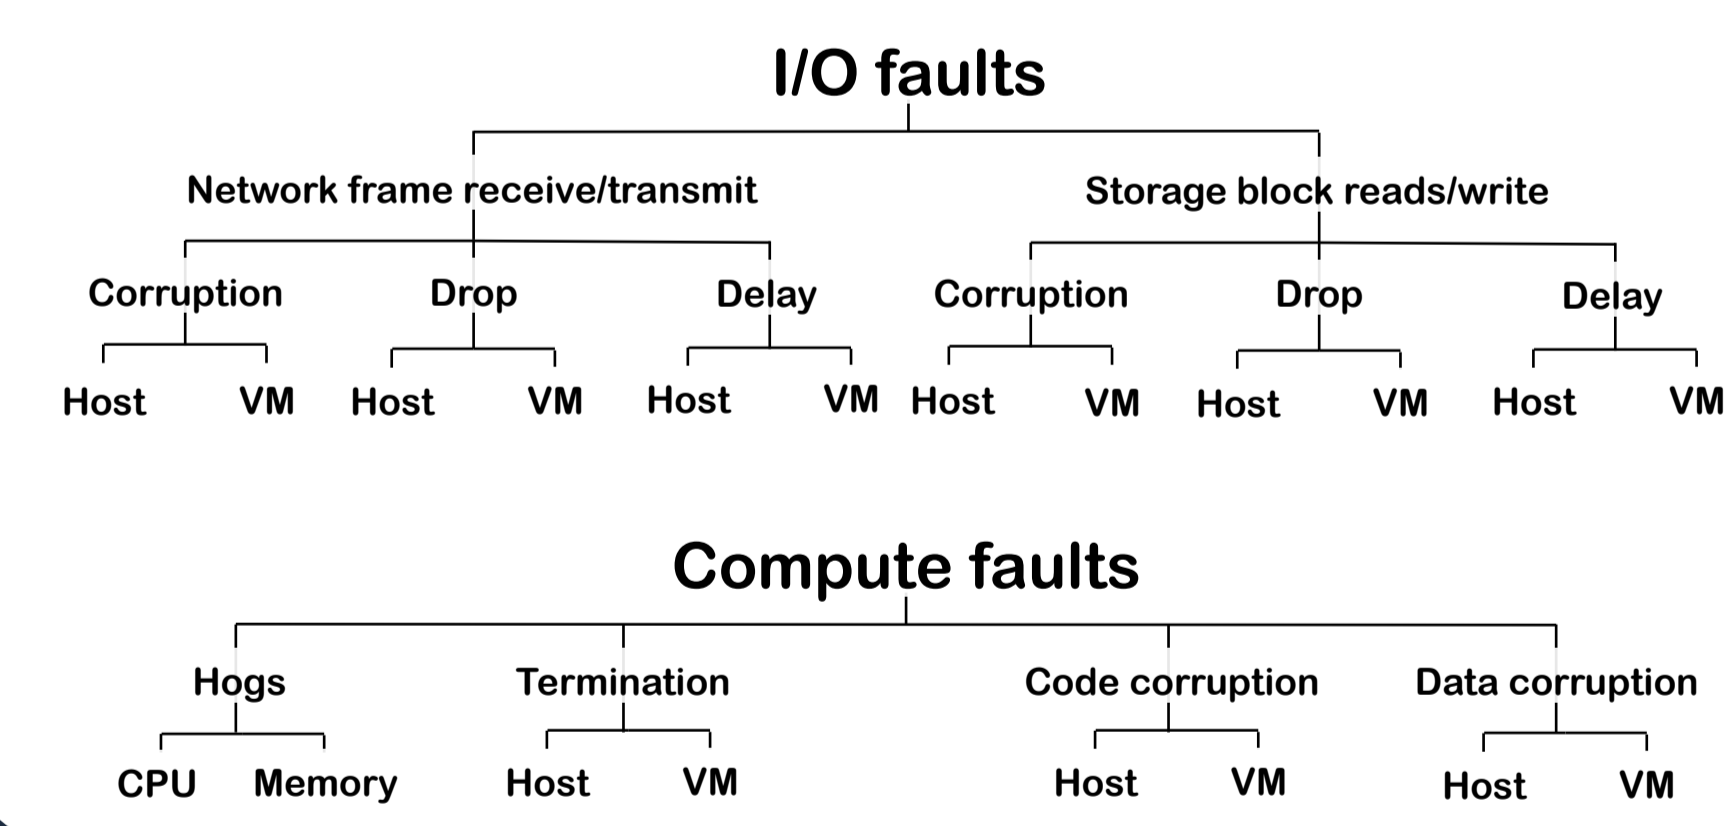 I/O faults
Network frame receive/transmit Storage block reads/write
Corruption Drop Delay Corruption Drop Delay
Host VM Host VM Host VM Host VM Host VM Host VM
Compute faults
Hogs Termination Code corruption Data corruption
CPU Memory Host VM Host VM Host VM